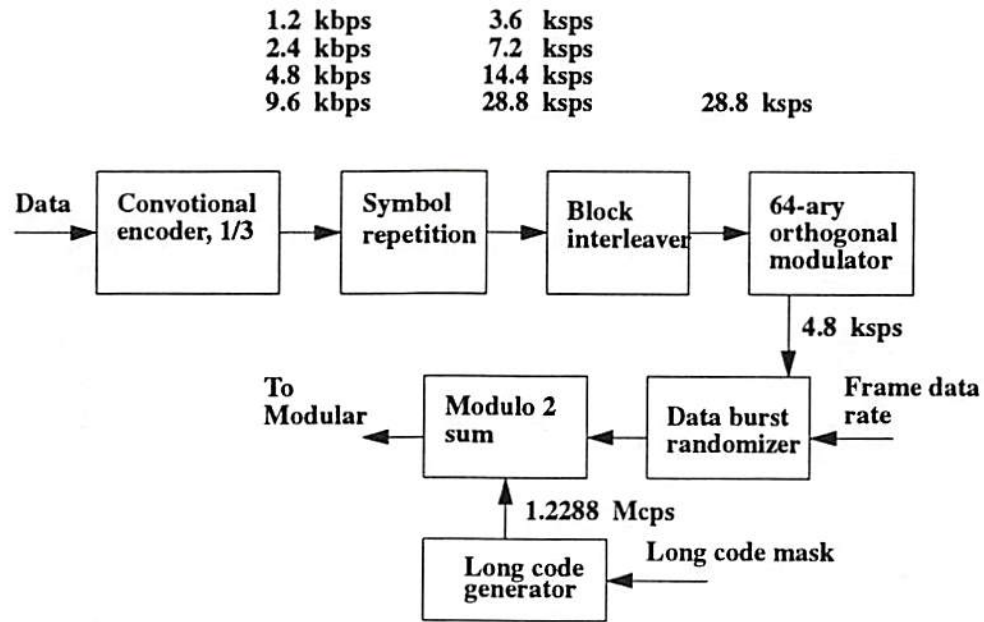 1.2 kbps 3.6 ksps
2.4 kbps 7.2 ksps
4.8 kbps 14.4 ksps
9.6 kbps 28.8 ksps 28.8 ksps
Data
Convotional
encoder, 1/3
Symbol
repetition
Block
interleaver
64-ary
orthogonal
modulator
4.8 ksps
To
Modular
Modulo 2
sum
Data burst
randomizer
Frame data
rate
1.2288 Mcps
Long code
generator
Long code mask